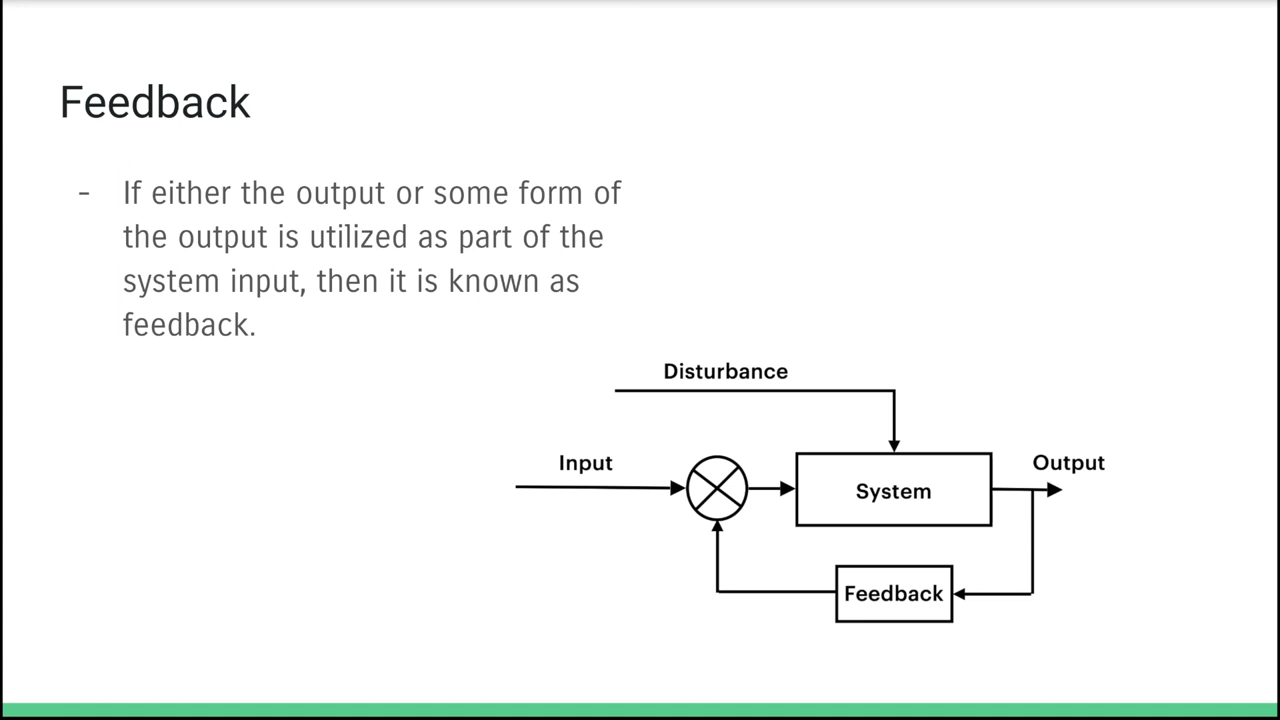 Feedback
- If either the output or some form of
the output is utilized as part of the
system input, then it is known as
feedback.
Disturbance
Input
System
Output
Feedback